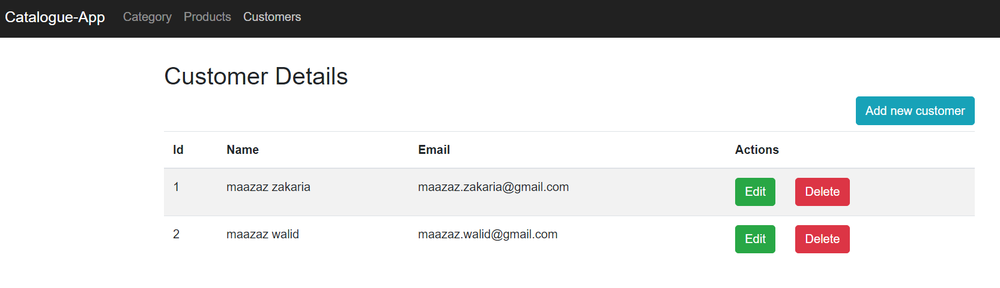 Catalogue-App Category Products Customers
Customer Details
Add new customer
Id Name Email Actions
1 maazaz zakaria maazaz.zakaria@gmail.com Edit Delete
2 maazaz walid maazaz.walid@gmail.com Edit Delete